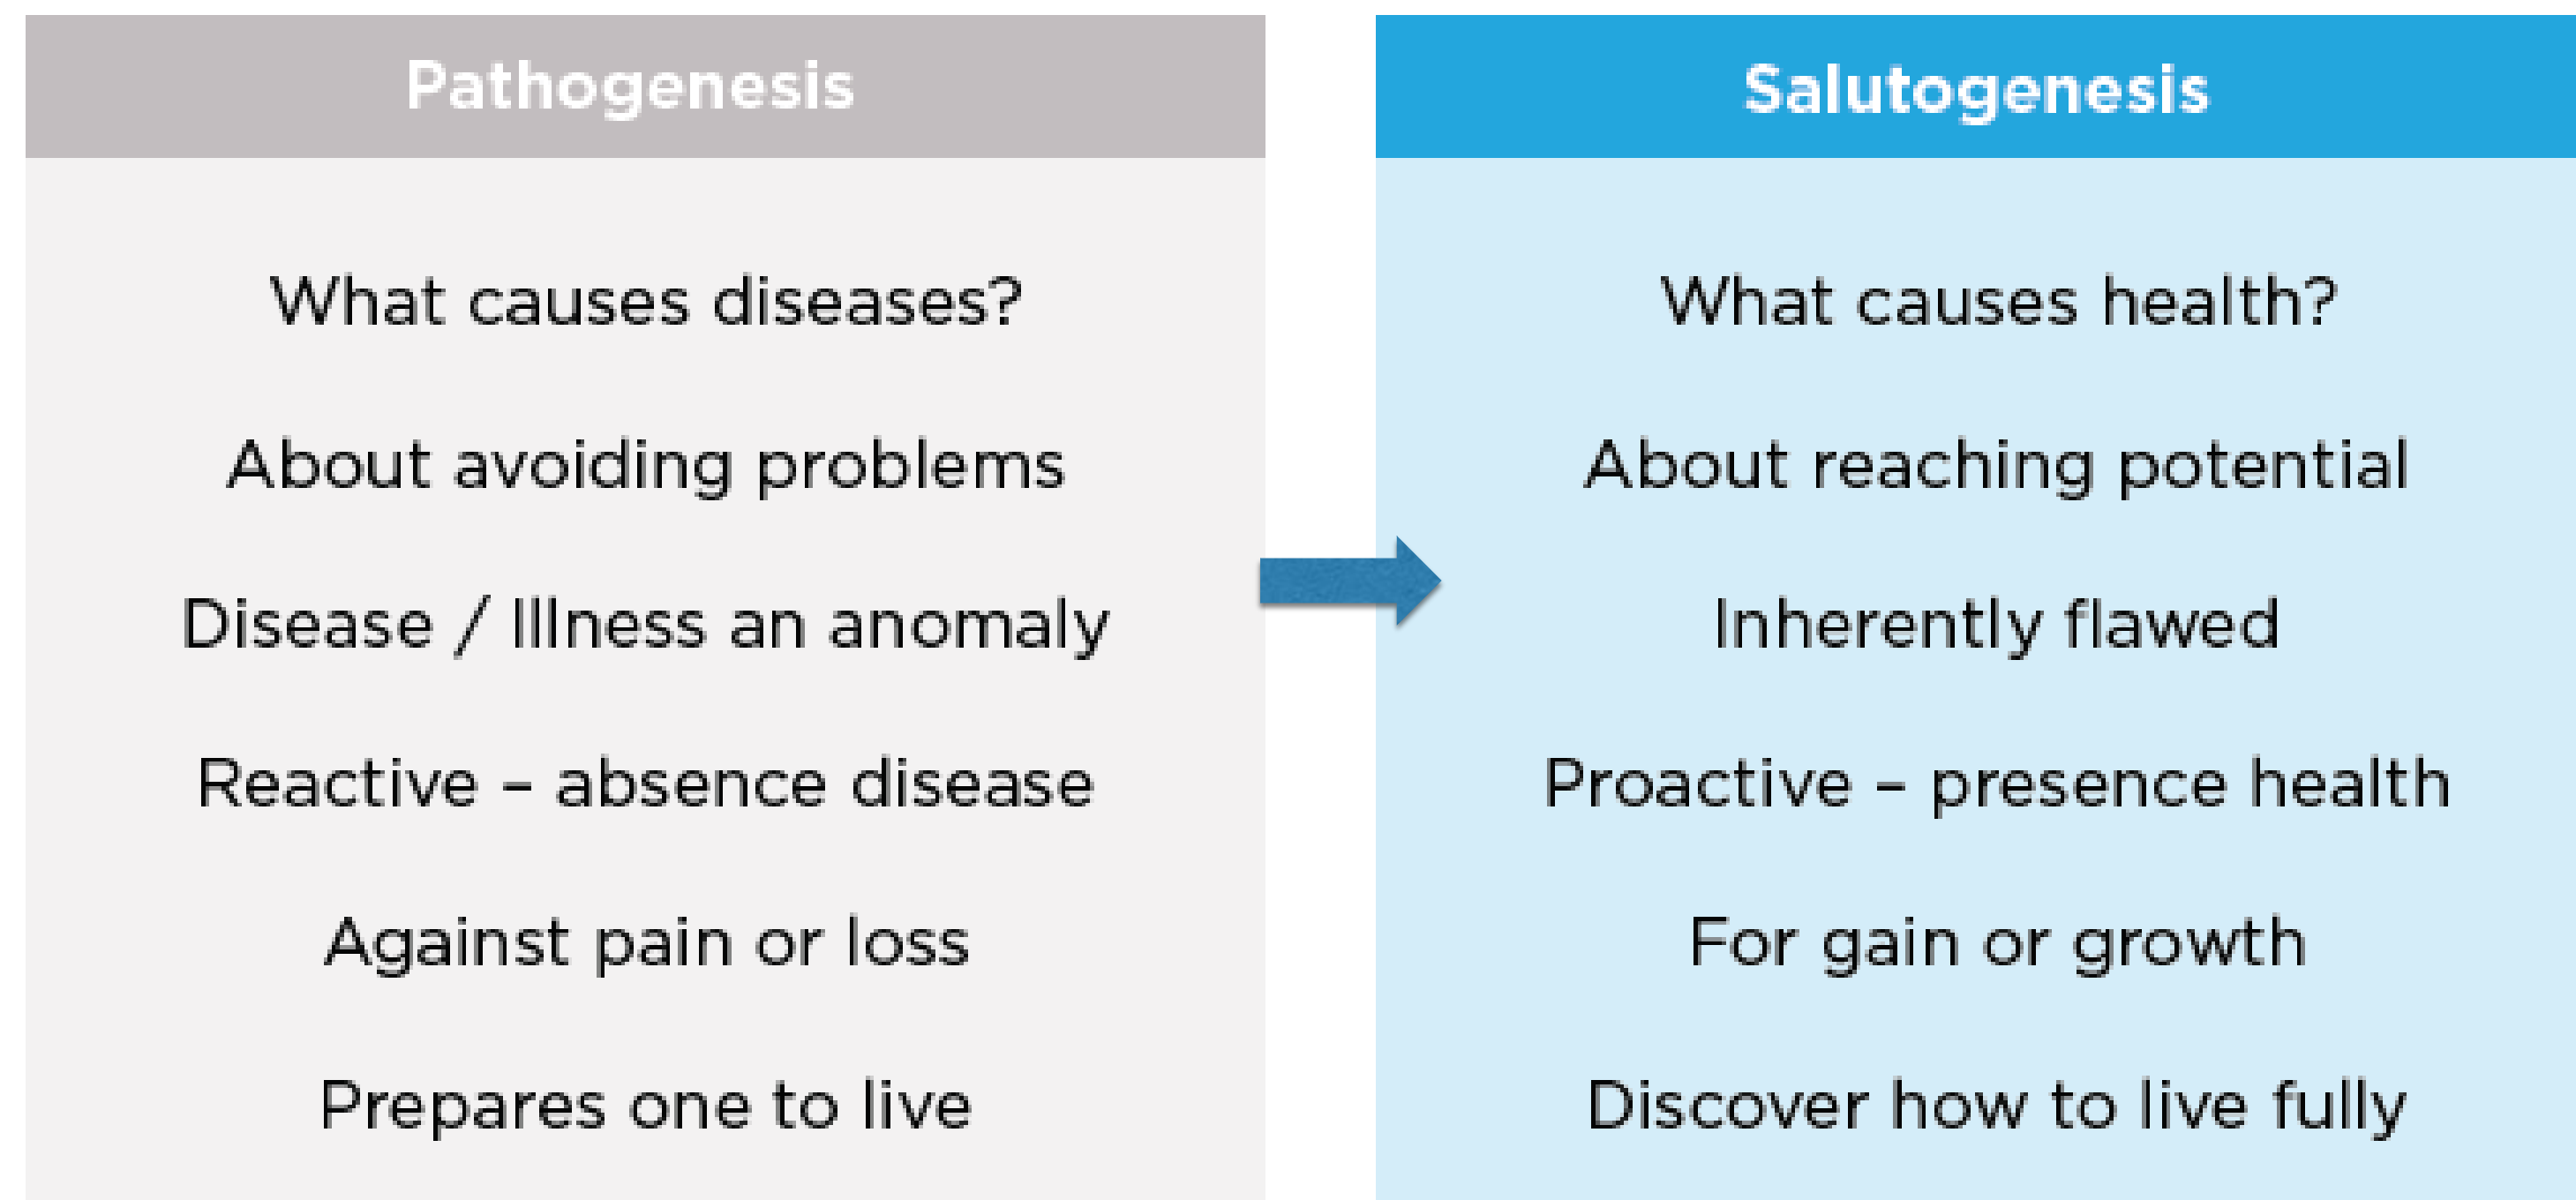 Pathogenesis
What causes diseases?
About avoiding problems
Disease / Illness an anomaly
Reactive – absence disease
Against pain or loss
Prepares one to live
Salutogenesis
What causes health?
About reaching potential
Inherently flawed
Proactive – presence health
For gain or growth
Discover how to live fully